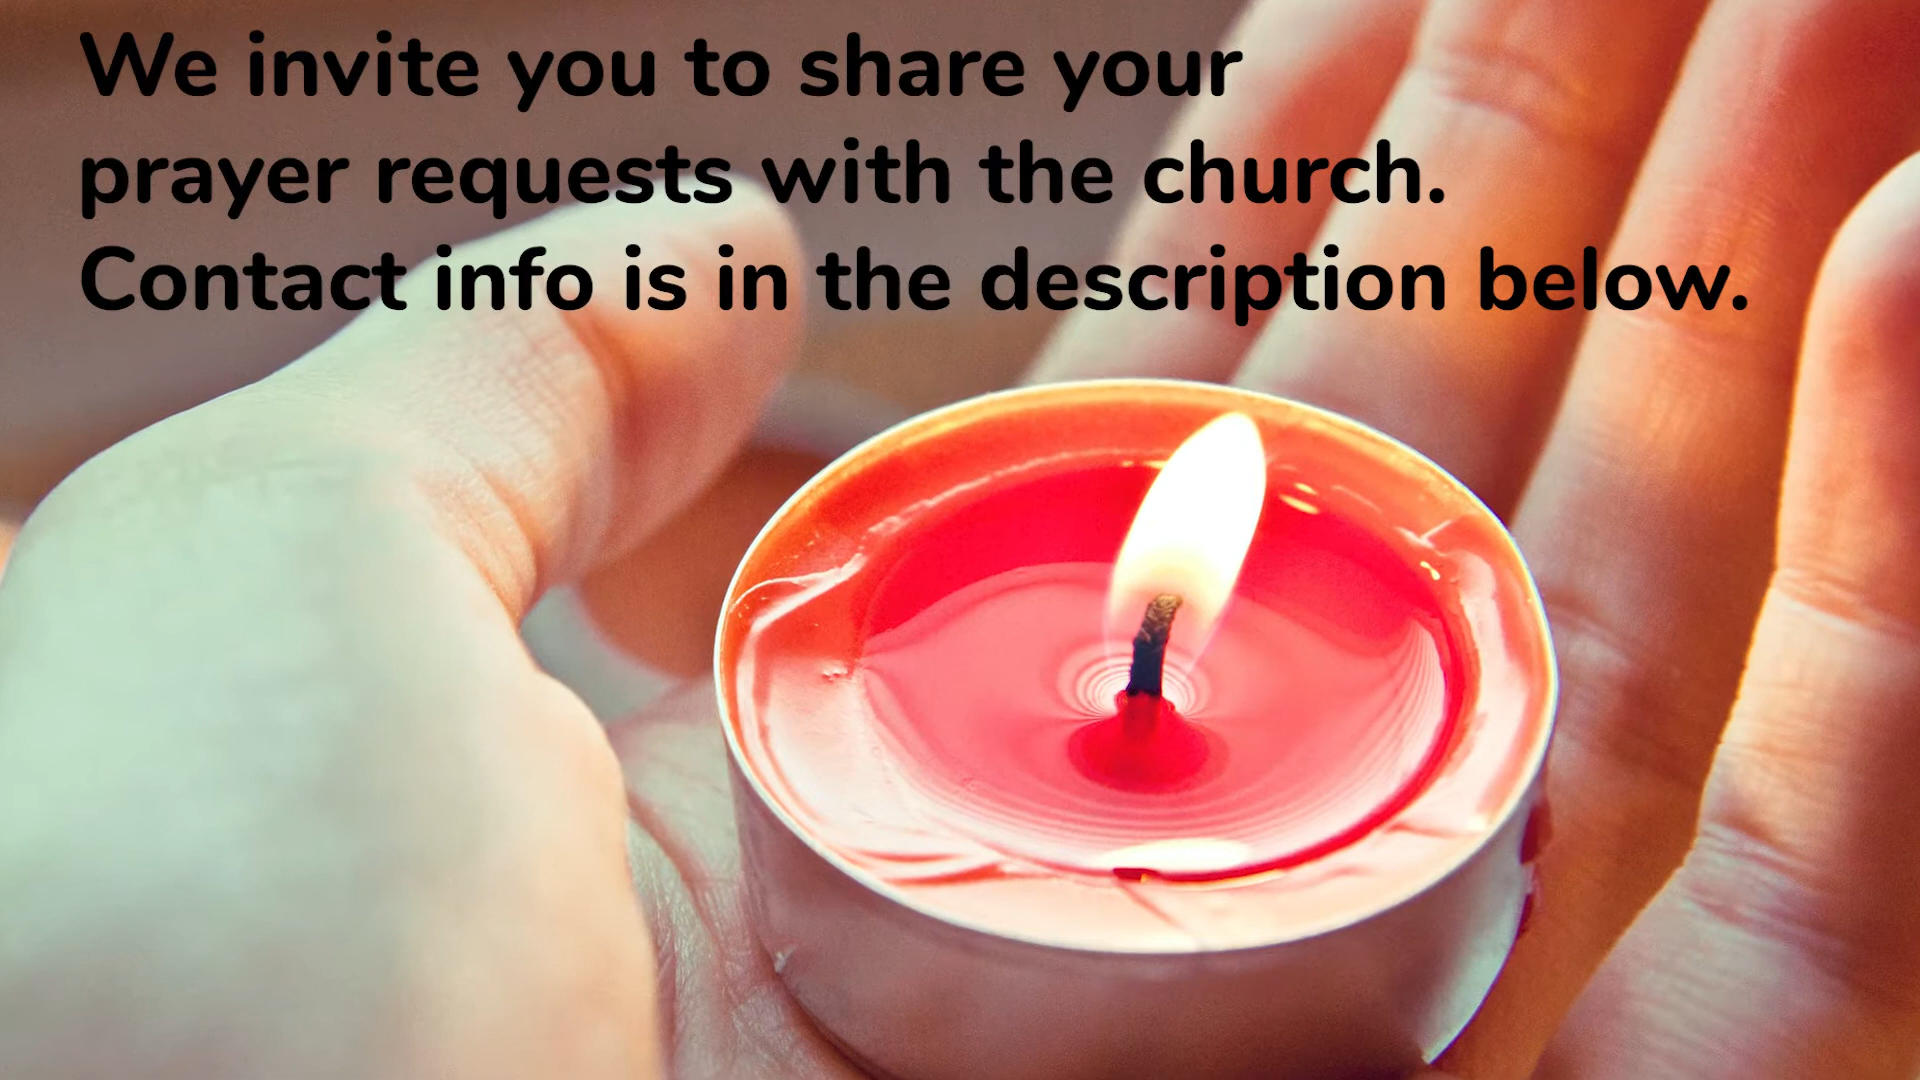 We invite you to share your
prayer requests with the church.
Contact info is in the description below.